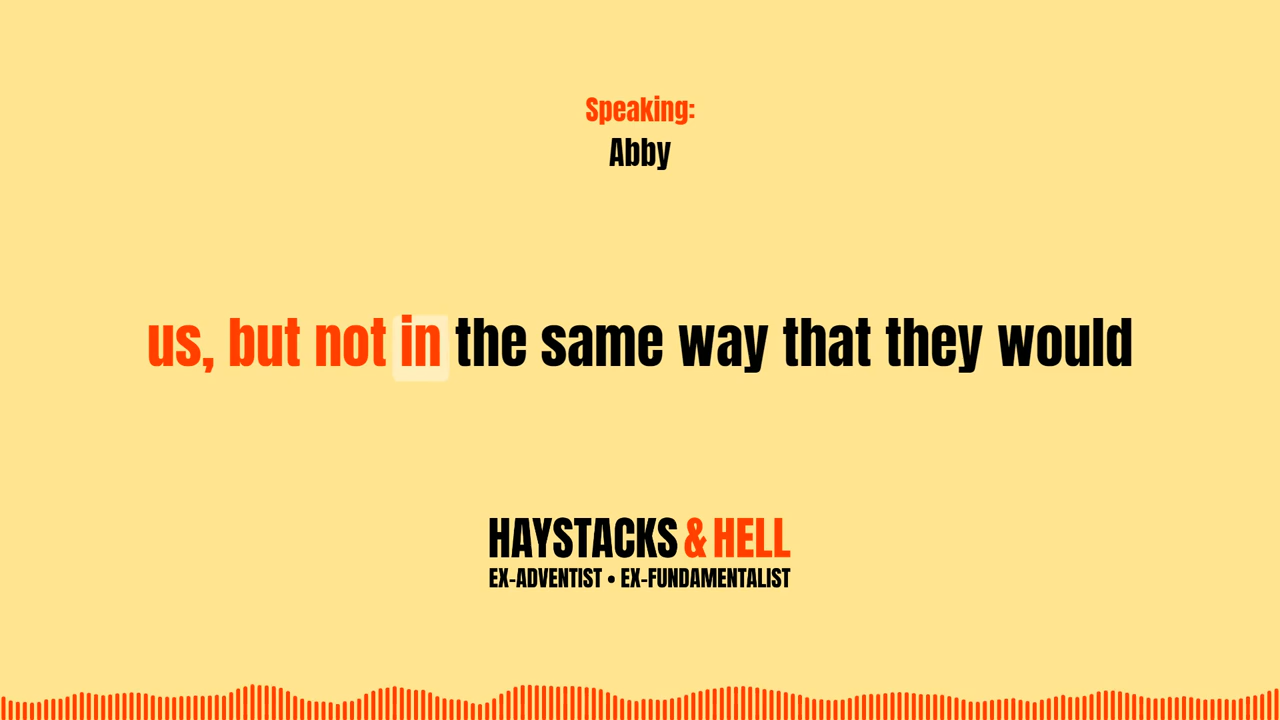 Speaking:
Abby
us, but not in the same way that they would
HAYSTACKS & HELL
EX-ADVENTIST • EX-FUNDAMENTALIST